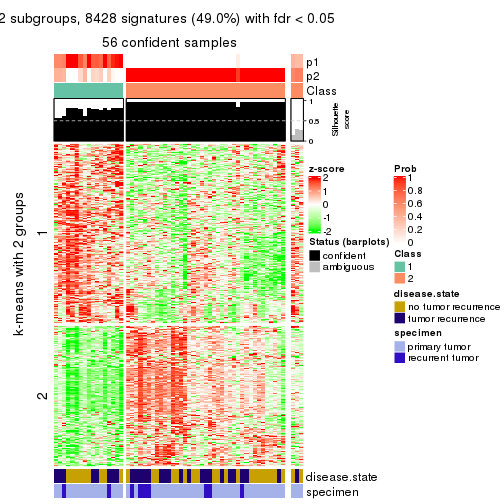 2 subgroups, 8428 signatures (49.0%) with fdr < 0.05
56 confident samples
p1
p2
Class
1
0.5
0
Silhouette
score
k-means with 2 groups
1
2
z-score
2
1
0
-1
-2
Status (barplots)
confident
ambiguous
Prob
1
0.8
0.6
0.4
0.2
0
Class
1
2
disease.state
no tumor recurrence
tumor recurrence
specimen
primary tumor
recurrent tumor
disease.state
specimen